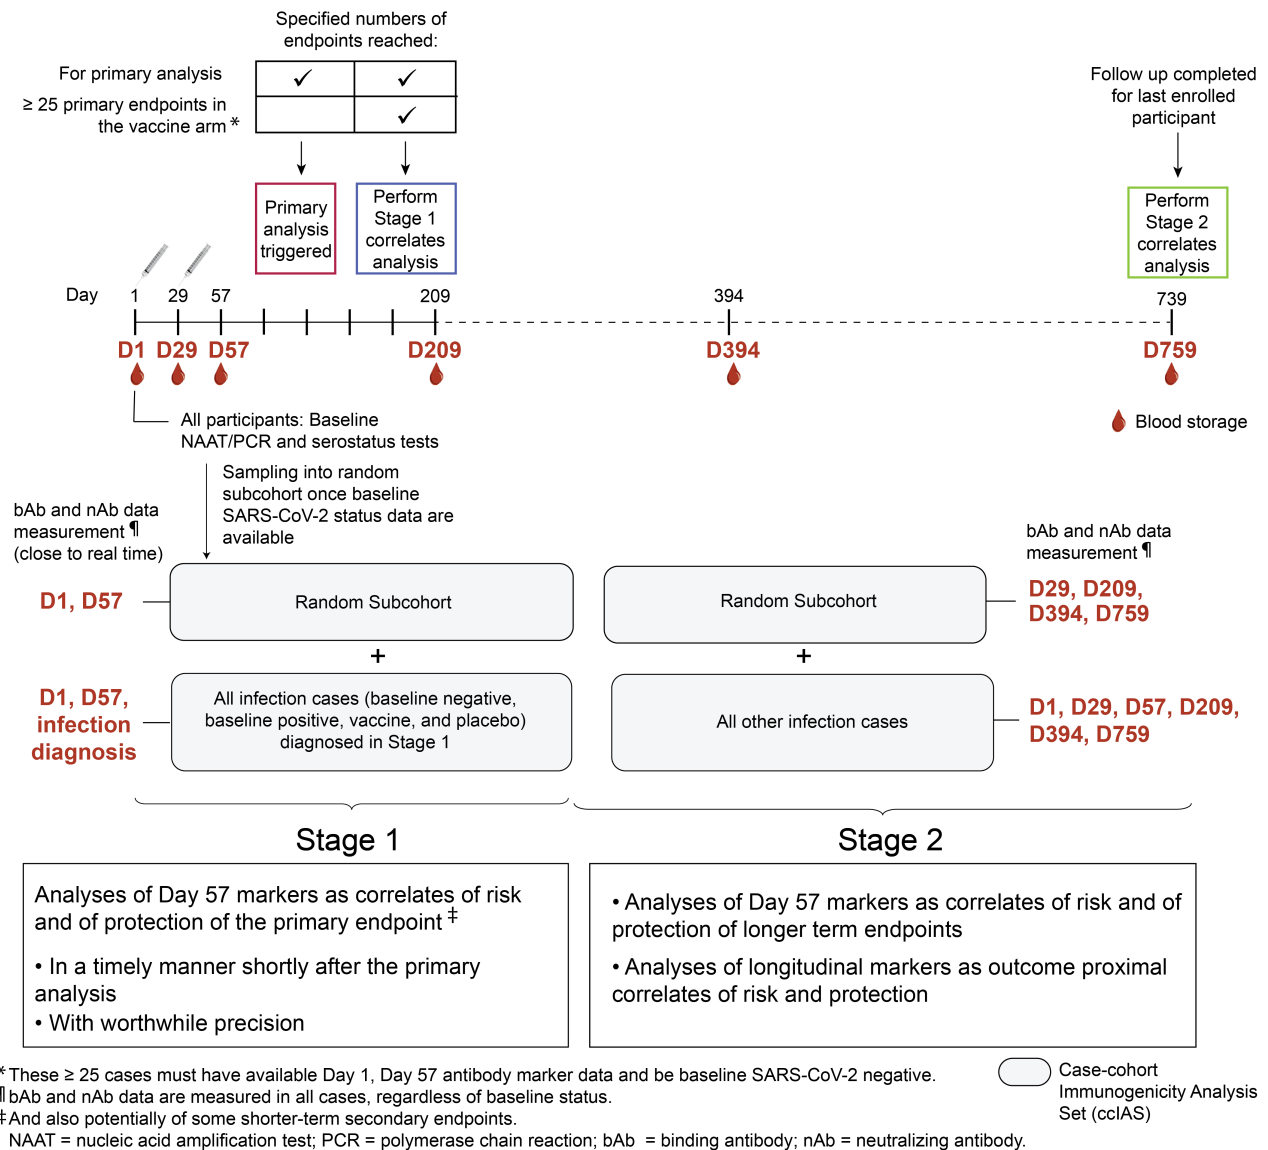 Specified numbers of
endpoints reached:
For primary analysis
✓ ✓
≥ 25 primary endpoints in
the vaccine arm *
✓
Primary
analysis
triggered
Perform
Stage 1
correlates
analysis
Follow up completed
for last enrolled
participant
Perform
Stage 2
correlates
analysis
Day 1 29 57 209 394 739
D1 D29 D57 D209 D394 D759
All participants: Baseline
NAAT/PCR and serostatus tests
Blood storage
Sampling into random
subcohort once baseline
SARS-CoV-2 status data are
available
bAb and nAb data
measurement ¶
(close to real time)
D1, D57
Random Subcohort
+
D1, D57,
infection
diagnosis
All infection cases (baseline negative,
baseline positive, vaccine, and placebo)
diagnosed in Stage 1
Random Subcohort
bAb and nAb data
measurement ¶
D29, D209,
D394, D759
+
All other infection cases
D1, D29, D57, D209,
D394, D759
Stage 1
Analyses of Day 57 markers as correlates of risk
and of protection of the primary endpoint ‡
• In a timely manner shortly after the primary
analysis
• With worthwhile precision
Stage 2
• Analyses of Day 57 markers as correlates of risk and of
protection of longer term endpoints
• Analyses of longitudinal markers as outcome proximal
correlates of risk and protection
* These ≥ 25 cases must have available Day 1, Day 57 antibody marker data and be baseline SARS-CoV-2 negative.
¶ bAb and nAb data are measured in all cases, regardless of baseline status.
‡ And also potentially of some shorter-term secondary endpoints.
NAAT = nucleic acid amplification test; PCR = polymerase chain reaction; bAb = binding antibody; nAb = neutralizing antibody.
Case-cohort
Immunogenicity Analysis
Set (ccIAS)